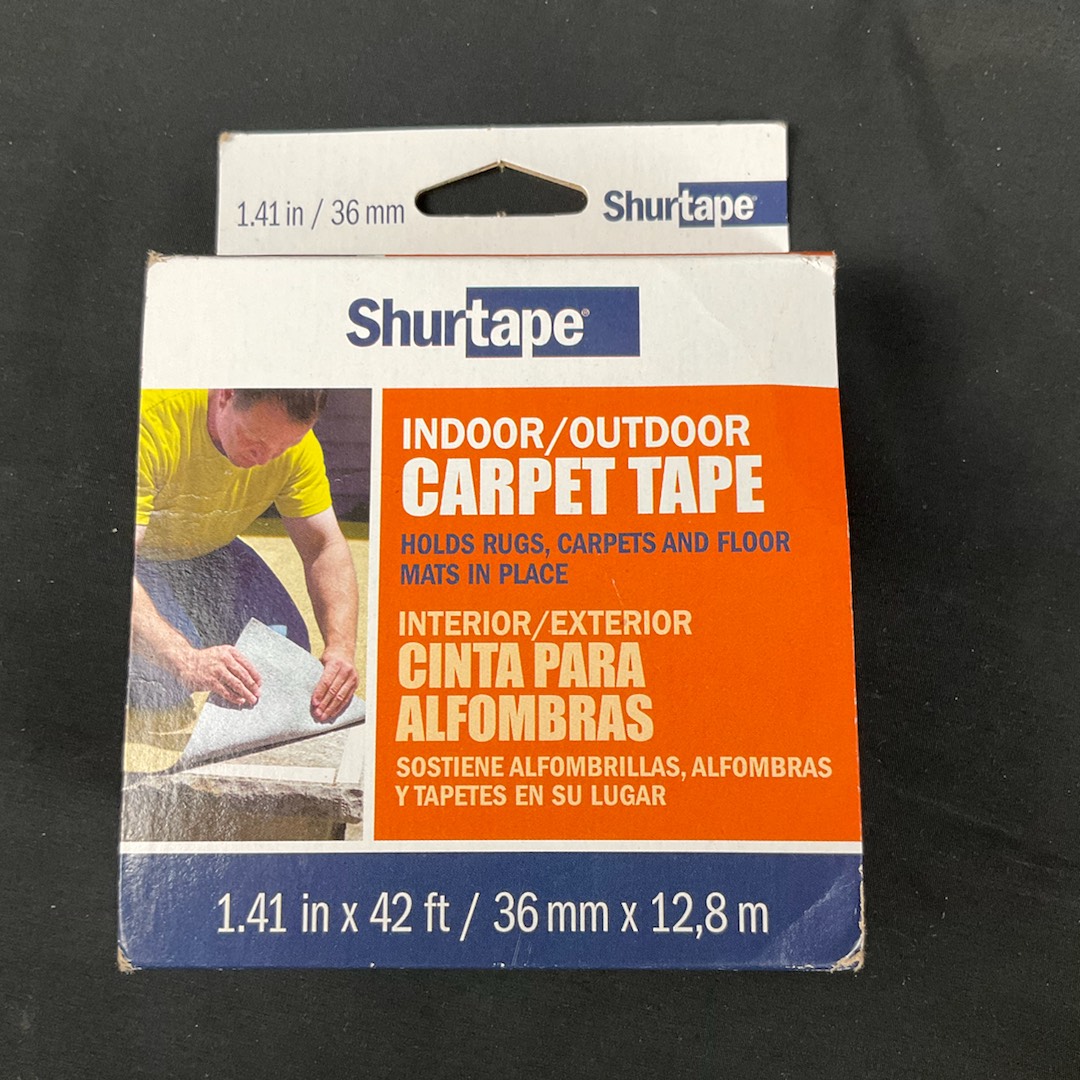 1.41 in / 36 mm
Shurtape
Shurtape®
INDOOR/OUTDOOR
CARPET TAPE
HOLDS RUGS, CARPETS AND FLOOR
MATS IN PLACE
INTERIOR/EXTERIOR
CINTA PARA
ALFOMBRAS
SOSTIENE ALFOMBRILLAS, ALFOMBRAS
Y TAPETES EN SU LUGAR
1.41 in x 42 ft / 36 mm x 12,8 m